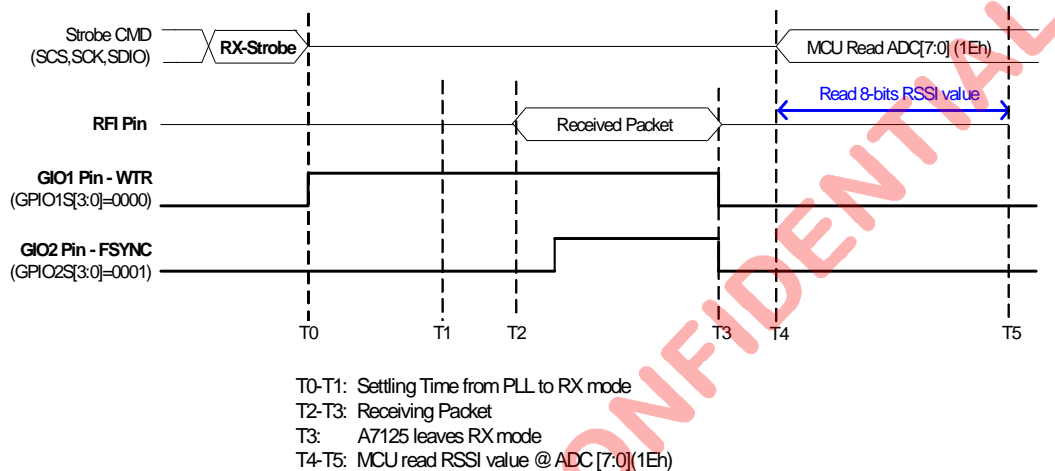 Strobe CMD
(SCS,SCK,SDIO)
RX-Strobe
MCU Read ADC[7:0] (1Eh)
Read 8-bits RSSI value
RFI Pin
Received Packet
GIO1 Pin - WTR
(GPIO1S[3:0]=0000)
GIO2 Pin - FSYNC
(GPIO2S[3:0]=0001)
T0 T1 T2 T3 T4 T5
T0-T1: Settling Time from PLL to RX mode
T2-T3: Receiving Packet
T3: A7125 leaves RX mode
T4-T5: MCU read RSSI value @ ADC [7:0](1Eh)
ONFIDENTIAL